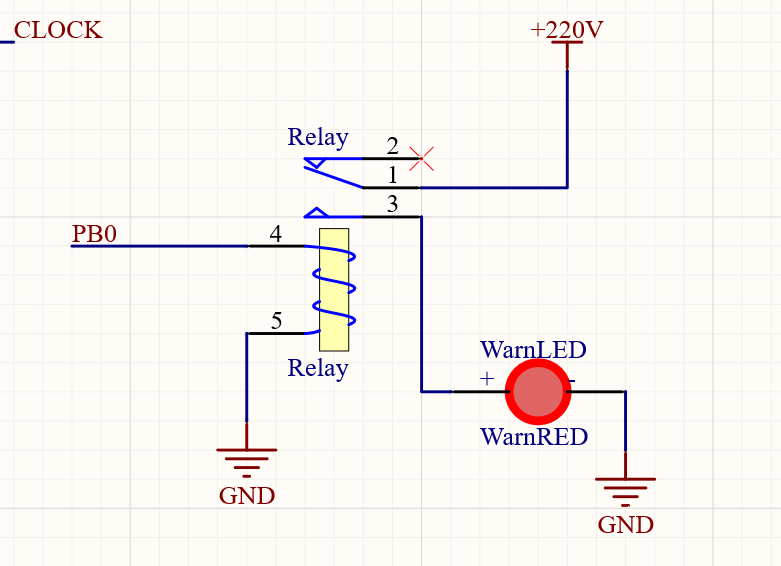 CLOCK
+220V
Relay
2
1
3
PB0
4
5
Relay
WarnLED
+
-
WarnRED
GND
GND